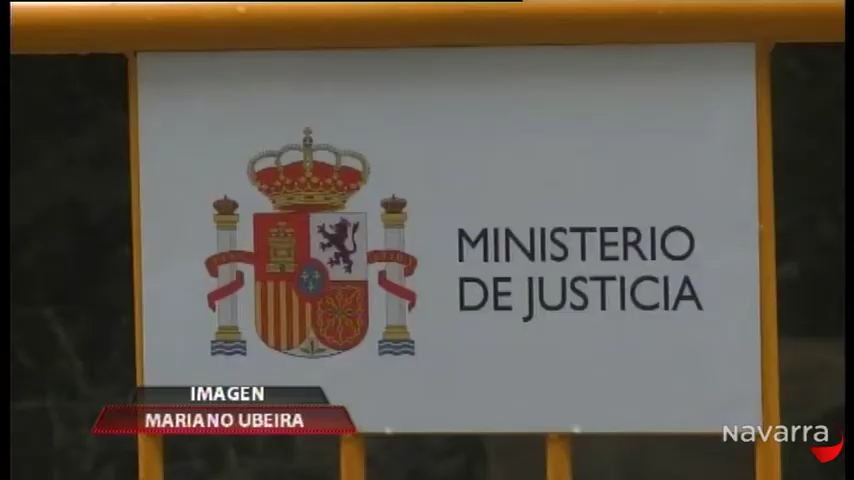 MINISTERIO
DE JUSTICIA
IMAGEN
MARIANO UBEIRA
Navarra